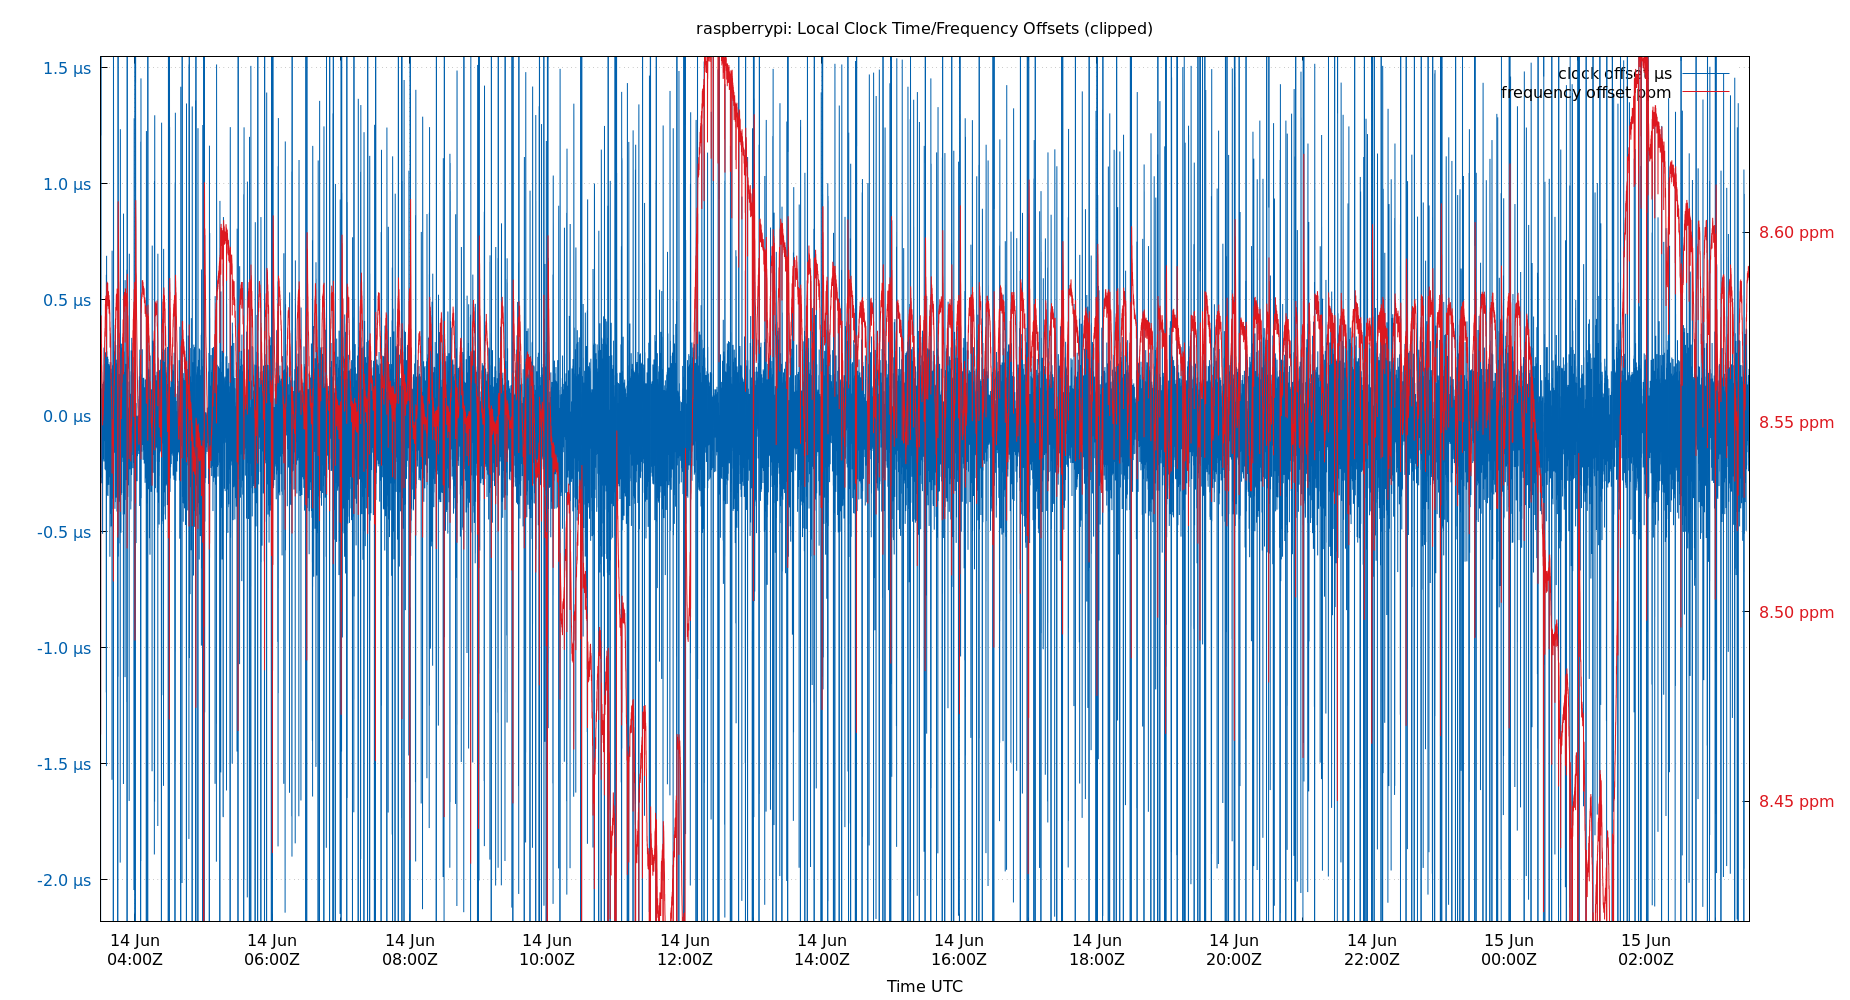 raspberrypi: Local Clock Time/Frequency Offsets (clipped)
1.5 µs
1.0 µs
0.5 µs
0.0 µs
-0.5 µs
-1.0 µs
-1.5 µs
-2.0 µs
clock offset µs
frequency offset ppm
8.60 ppm
8.55 ppm
8.50 ppm
8.45 ppm
14 Jun 14 Jun 14 Jun 14 Jun 14 Jun 14 Jun 14 Jun 14 Jun 14 Jun 14 Jun 15 Jun 15 Jun
04:00Z 06:00Z 08:00Z 10:00Z 12:00Z 14:00Z 16:00Z 18:00Z 20:00Z 22:00Z 00:00Z 02:00Z
Time UTC